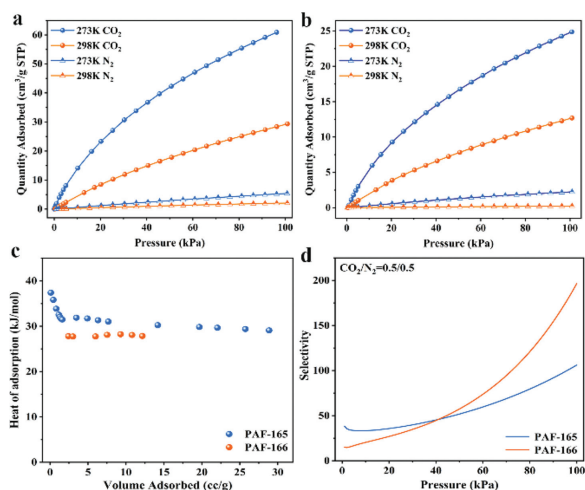 a
273K CO₂
298K CO₂
273K N₂
298K N₂
Quantity Adsorbed (cm³/g STP)
70
60
50
40
30
20
10
0
0 20 40 60 80 100
Pressure (kPa)
b
273K CO₂
298K CO₂
273K N₂
298K N₂
Quantity Adsorbed (cm³/g STP)
25
20
15
10
5
0
0 20 40 60 80 100
Pressure (kPa)
c
Heat of adsorption (kJ/mol)
50
40
30
20
10
0
0 5 10 15 20 25 30
PAF-165
PAF-166
Volume Adsorbed (cc/g)
d
CO₂/N₂=0.5/0.5
Selectivity
200
150
100
50
0
0 20 40 60 80 100
PAF-165
PAF-166
Pressure (kPa)